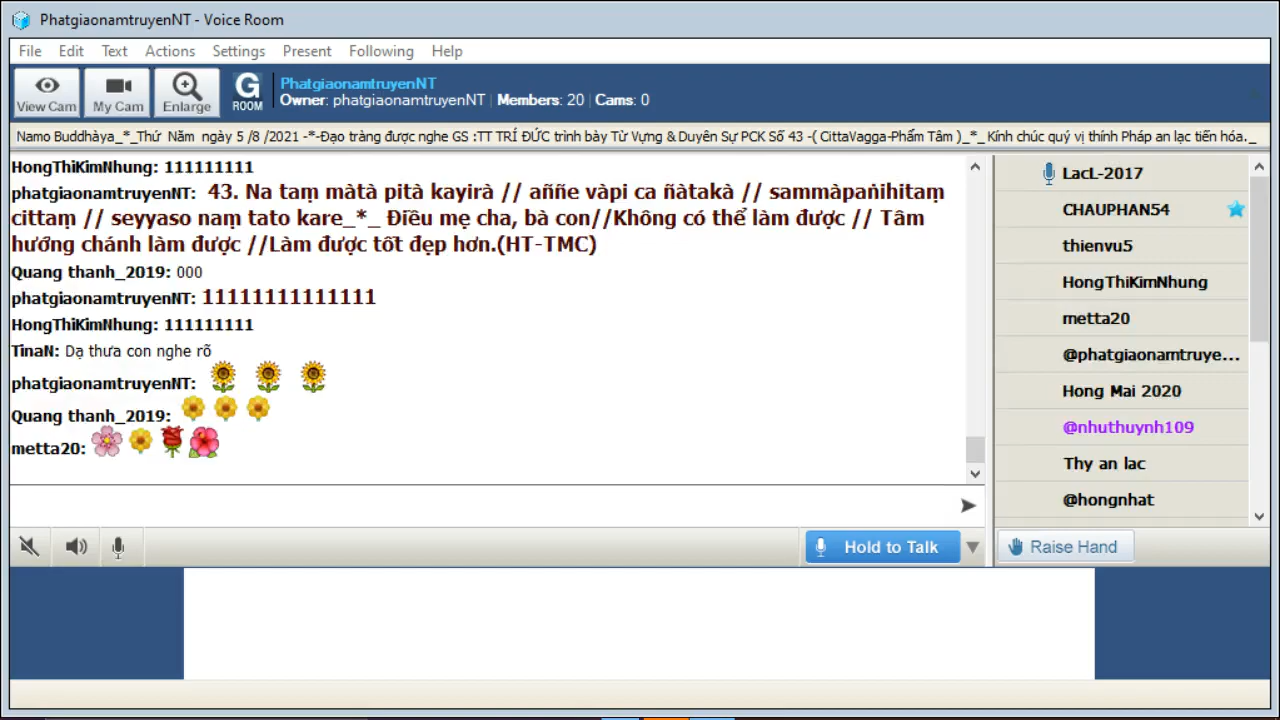 PhatgiaonamtruyenNT - Voice Room
File Edit Text Actions Settings Present Following Help
View Cam
My Cam
Enlarge
G
ROOM
PhatgiaonamtruyenNT
Owner: phatgiaonamtruyenNT | Members: 20 | Cams: 0
Namo Buddhàya_*_Thứ Năm ngày 5 /8 /2021 -*-Đạo tràng được nghe GS :TT TRÍ ĐỨC trình bày Từ Vựng & Duyên Sự PCK Số 43 -( CittaVagga-Phẩm Tâm )_*_ Kính chúc quý vị thính Pháp an lạc tiến hóa._
HongThiKimNhung: 111111111
phatgiaonamtruyenNT: 43. Na taṃ màtà pità kayirà // aññe vàpi ca ñàtakà // sammàpaṅihitaṃ
cittaṃ // seyyaso naṃ tato kare_*_ Điều mẹ cha, bà con//Không có thể làm được // Tâm
hướng chánh làm được //Làm được tốt đẹp hơn.(HT-TMC)
Quang thanh_2019: 000
phatgiaonamtruyenNT: 11111111111111
HongThiKimNhung: 111111111
TinaN: Dạ thưa con nghe rõ
phatgiaonamtruyenNT:
Quang thanh_2019:
metta20:
LacL-2017
CHAUPHAN54
thienvu5
HongThiKimNhung
metta20
@phatgiaonamtruye...
Hong Mai 2020
@nhuthuynh109
Thy an lac
@hongnhat
Hold to Talk
Raise Hand